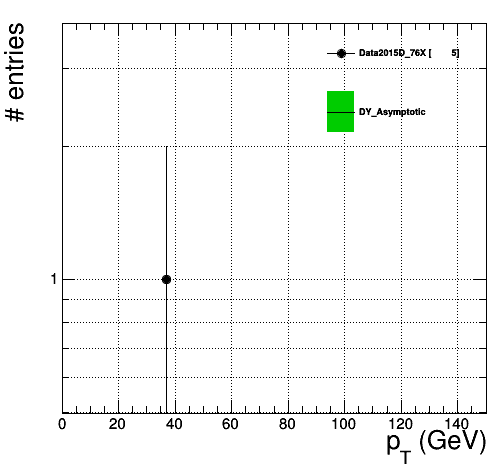 # entries
Data2015D_76X [ 5]
DY_Asymptotic
1
0 20 40 60 80 100 120 140
p_T (GeV)